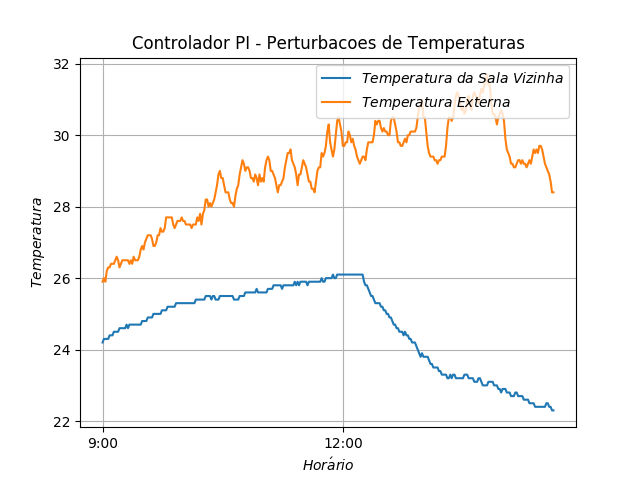 Controlador PI - Perturbacoes de Temperaturas
Temperatura da Sala Vizinha
Temperatura Externa
32
30
28
26
24
22
Temperatura
9:00
12:00
Horário